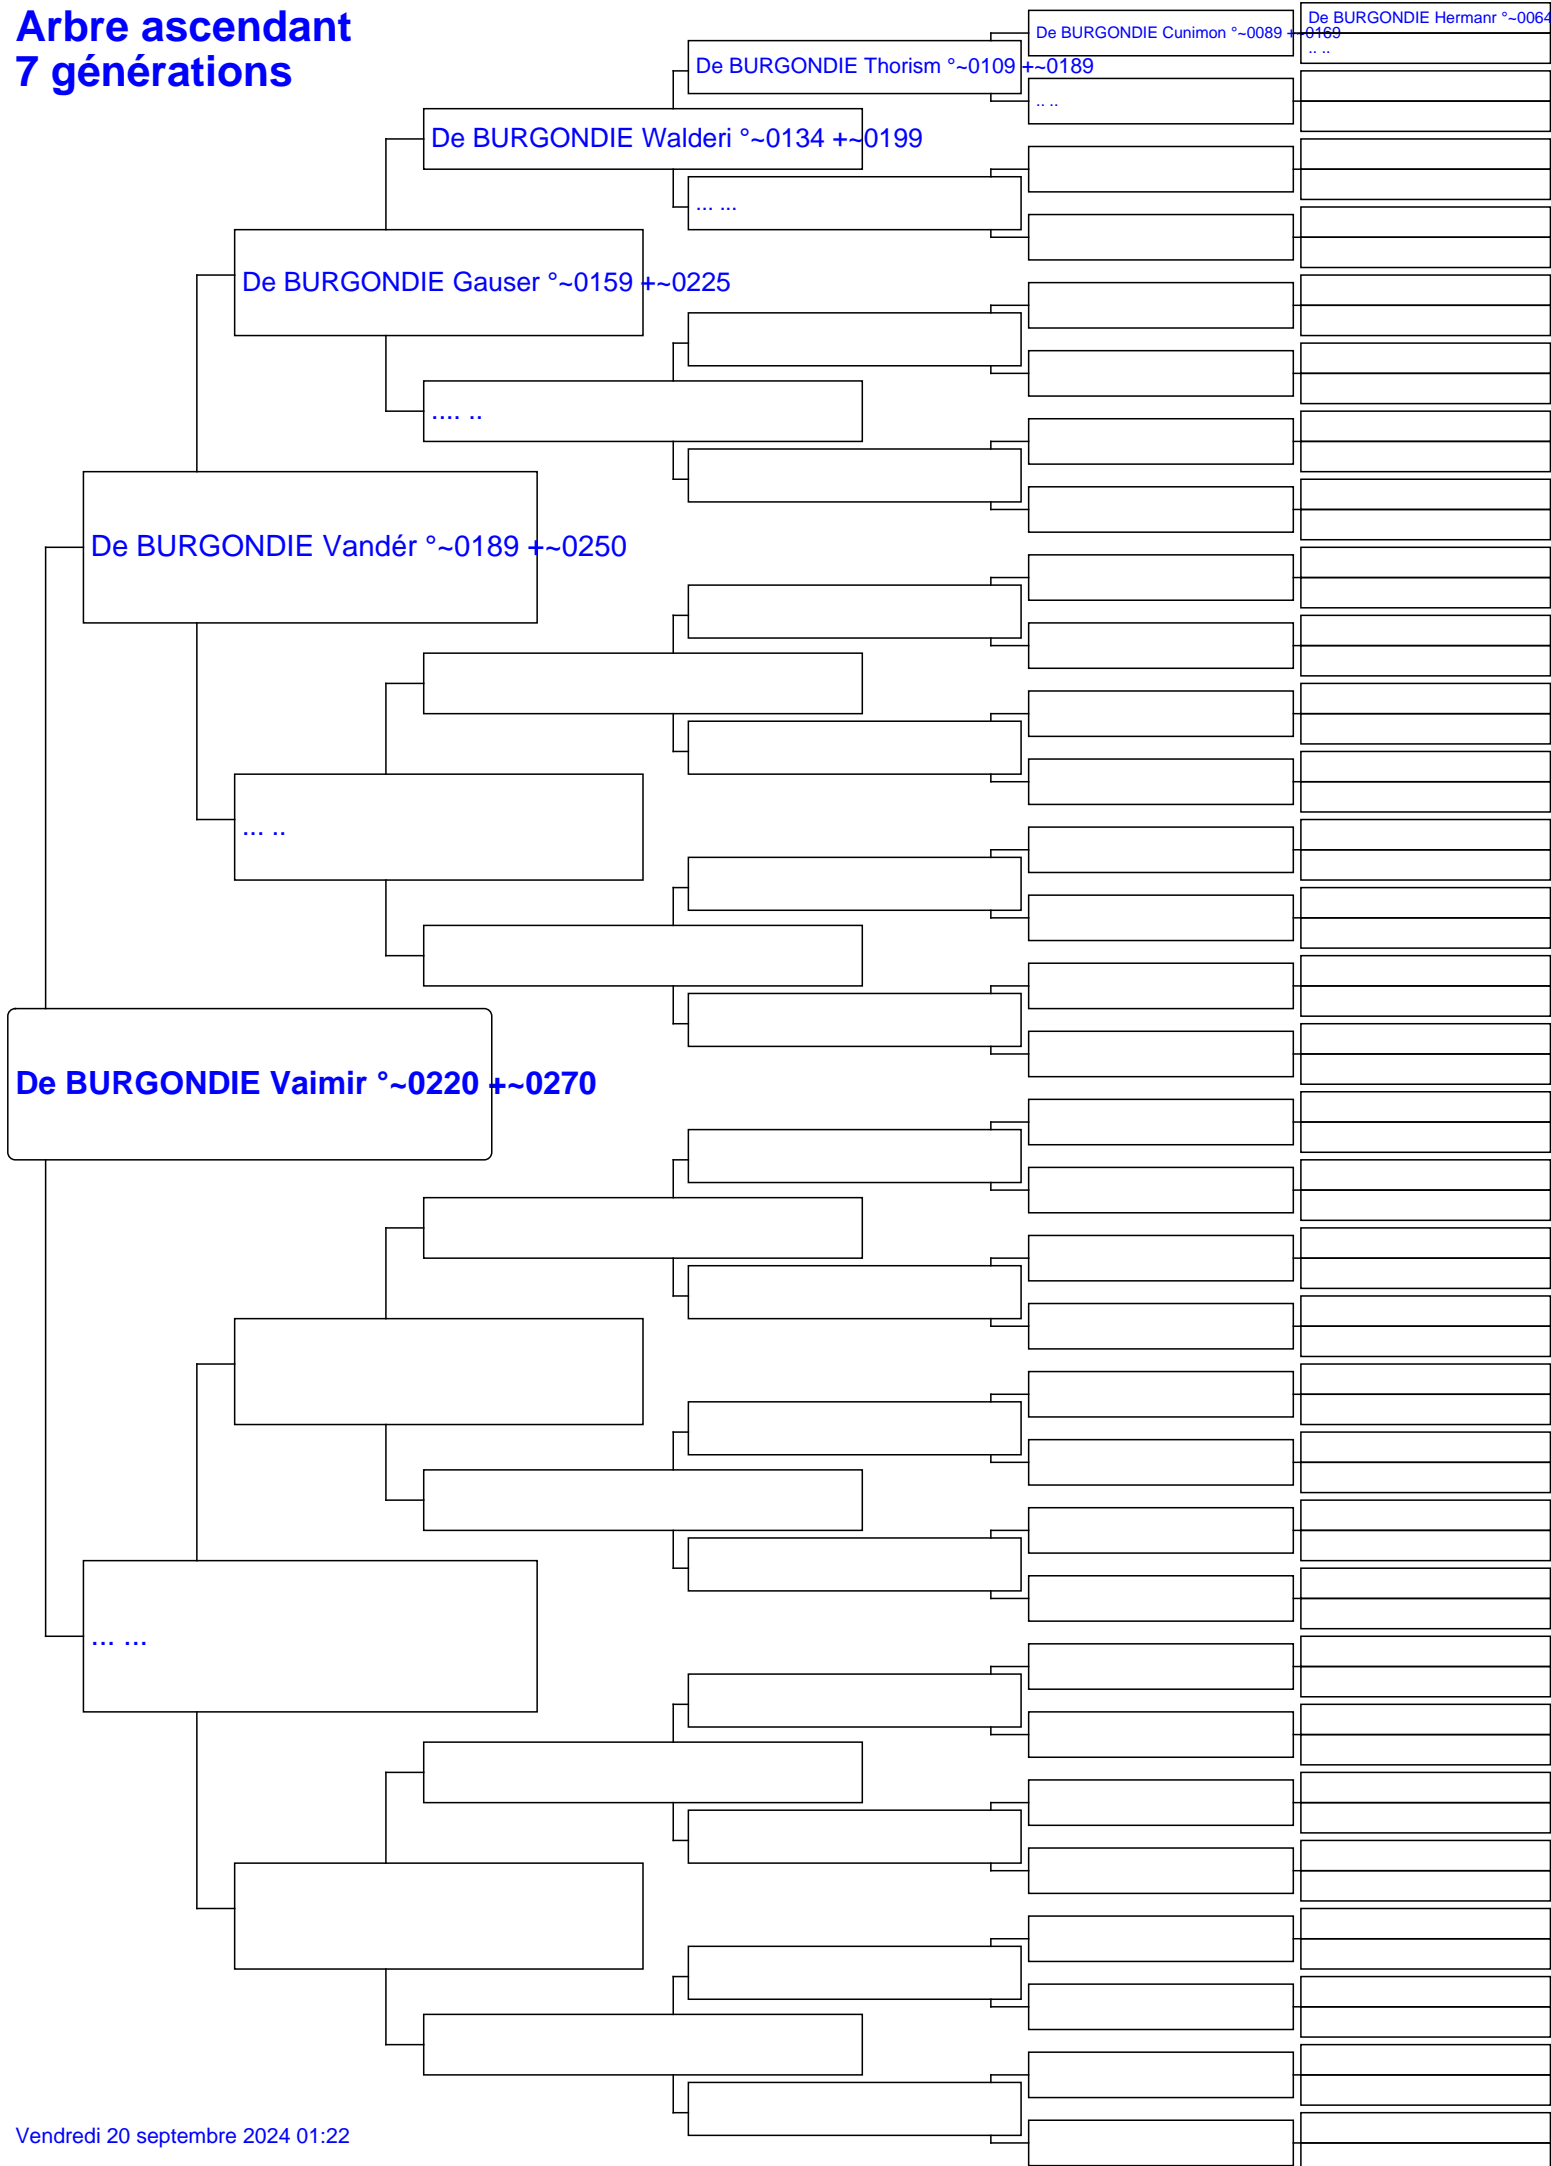 Arbre ascendant
7 générations
De BURGONDIE Hermanr °~0064
.. ..
De BURGONDIE Cunimon °~0089 +~0169
De BURGONDIE Thorism °~0109 +~0189
.. ..
De BURGONDIE Walderi °~0134 +~0199
... ...
De BURGONDIE Gauser °~0159 +~0225
.... ..
De BURGONDIE Vandér °~0189 +~0250
... ..
De BURGONDIE Vaimir °~0220 +~0270
... ...
Vendredi 20 septembre 2024 01:22